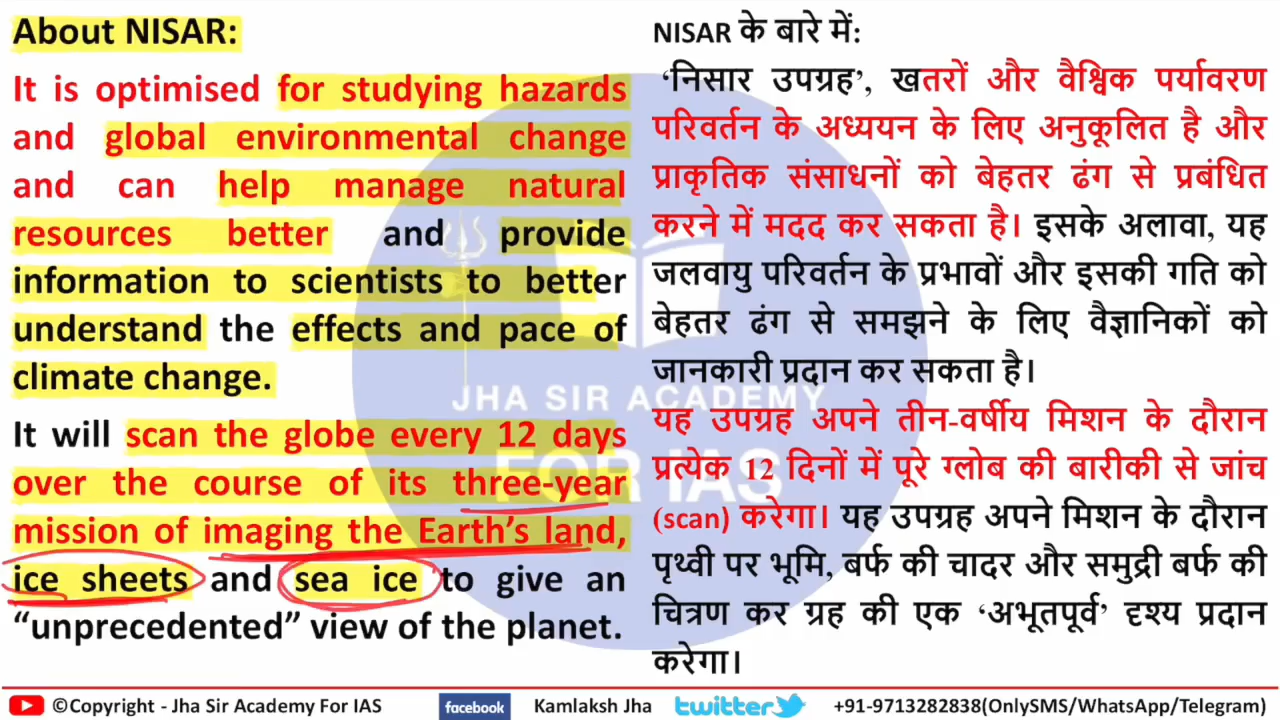 About NISAR:
It is optimised for studying hazards
and global environmental change
and can help manage natural
resources better and provide
information to scientists to better
understand the effects and pace of
climate change.
It will scan the globe every 12 days
over the course of its three-year
mission of imaging the Earth’s land,
ice sheets and sea ice to give an
“unprecedented” view of the planet.
NISAR के बारे में:
‘निसार उपग्रह’, खतरों और वैश्विक पर्यावरण
परिवर्तन के अध्ययन के लिए अनुकूलित है और
प्राकृतिक संसाधनों को बेहतर ढंग से प्रबंधित
करने में मदद कर सकता है। इसके अलावा, यह
जलवायु परिवर्तन के प्रभावों और इसकी गति को
बेहतर ढंग से समझने के लिए वैज्ञानिकों को
जानकारी प्रदान कर सकता है।
यह उपग्रह अपने तीन-वर्षीय मिशन के दौरान
प्रत्येक 12 दिनों में पूरे ग्लोब की बारीकी से जांच
(scan) करेगा। यह उपग्रह अपने मिशन के दौरान
पृथ्वी पर भूमि, बर्फ की चादर और समुद्री बर्फ की
चित्रण कर ग्रह की एक ‘अभूतपूर्व’ दृश्य प्रदान
करेगा।
JHA SIR ACADEMY
FOR IAS
©Copyright - Jha Sir Academy For IAS facebook Kamlaksh Jha twitter +91-9713282838(OnlySMS/WhatsApp/Telegram)